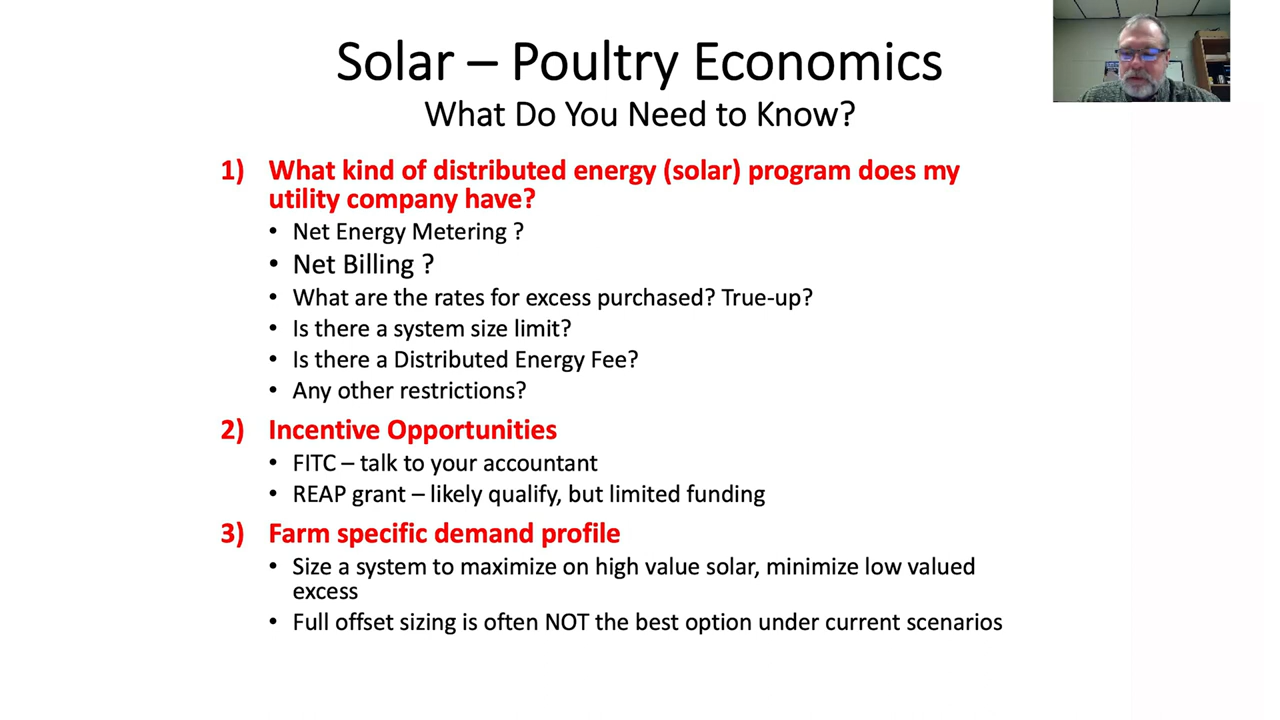 Solar – Poultry Economics
What Do You Need to Know?
1) What kind of distributed energy (solar) program does my
utility company have?
• Net Energy Metering ?
• Net Billing ?
• What are the rates for excess purchased? True-up?
• Is there a system size limit?
• Is there a Distributed Energy Fee?
• Any other restrictions?
2) Incentive Opportunities
• FITC – talk to your accountant
• REAP grant – likely qualify, but limited funding
3) Farm specific demand profile
• Size a system to maximize on high value solar, minimize low valued
excess
• Full offset sizing is often NOT the best option under current scenarios